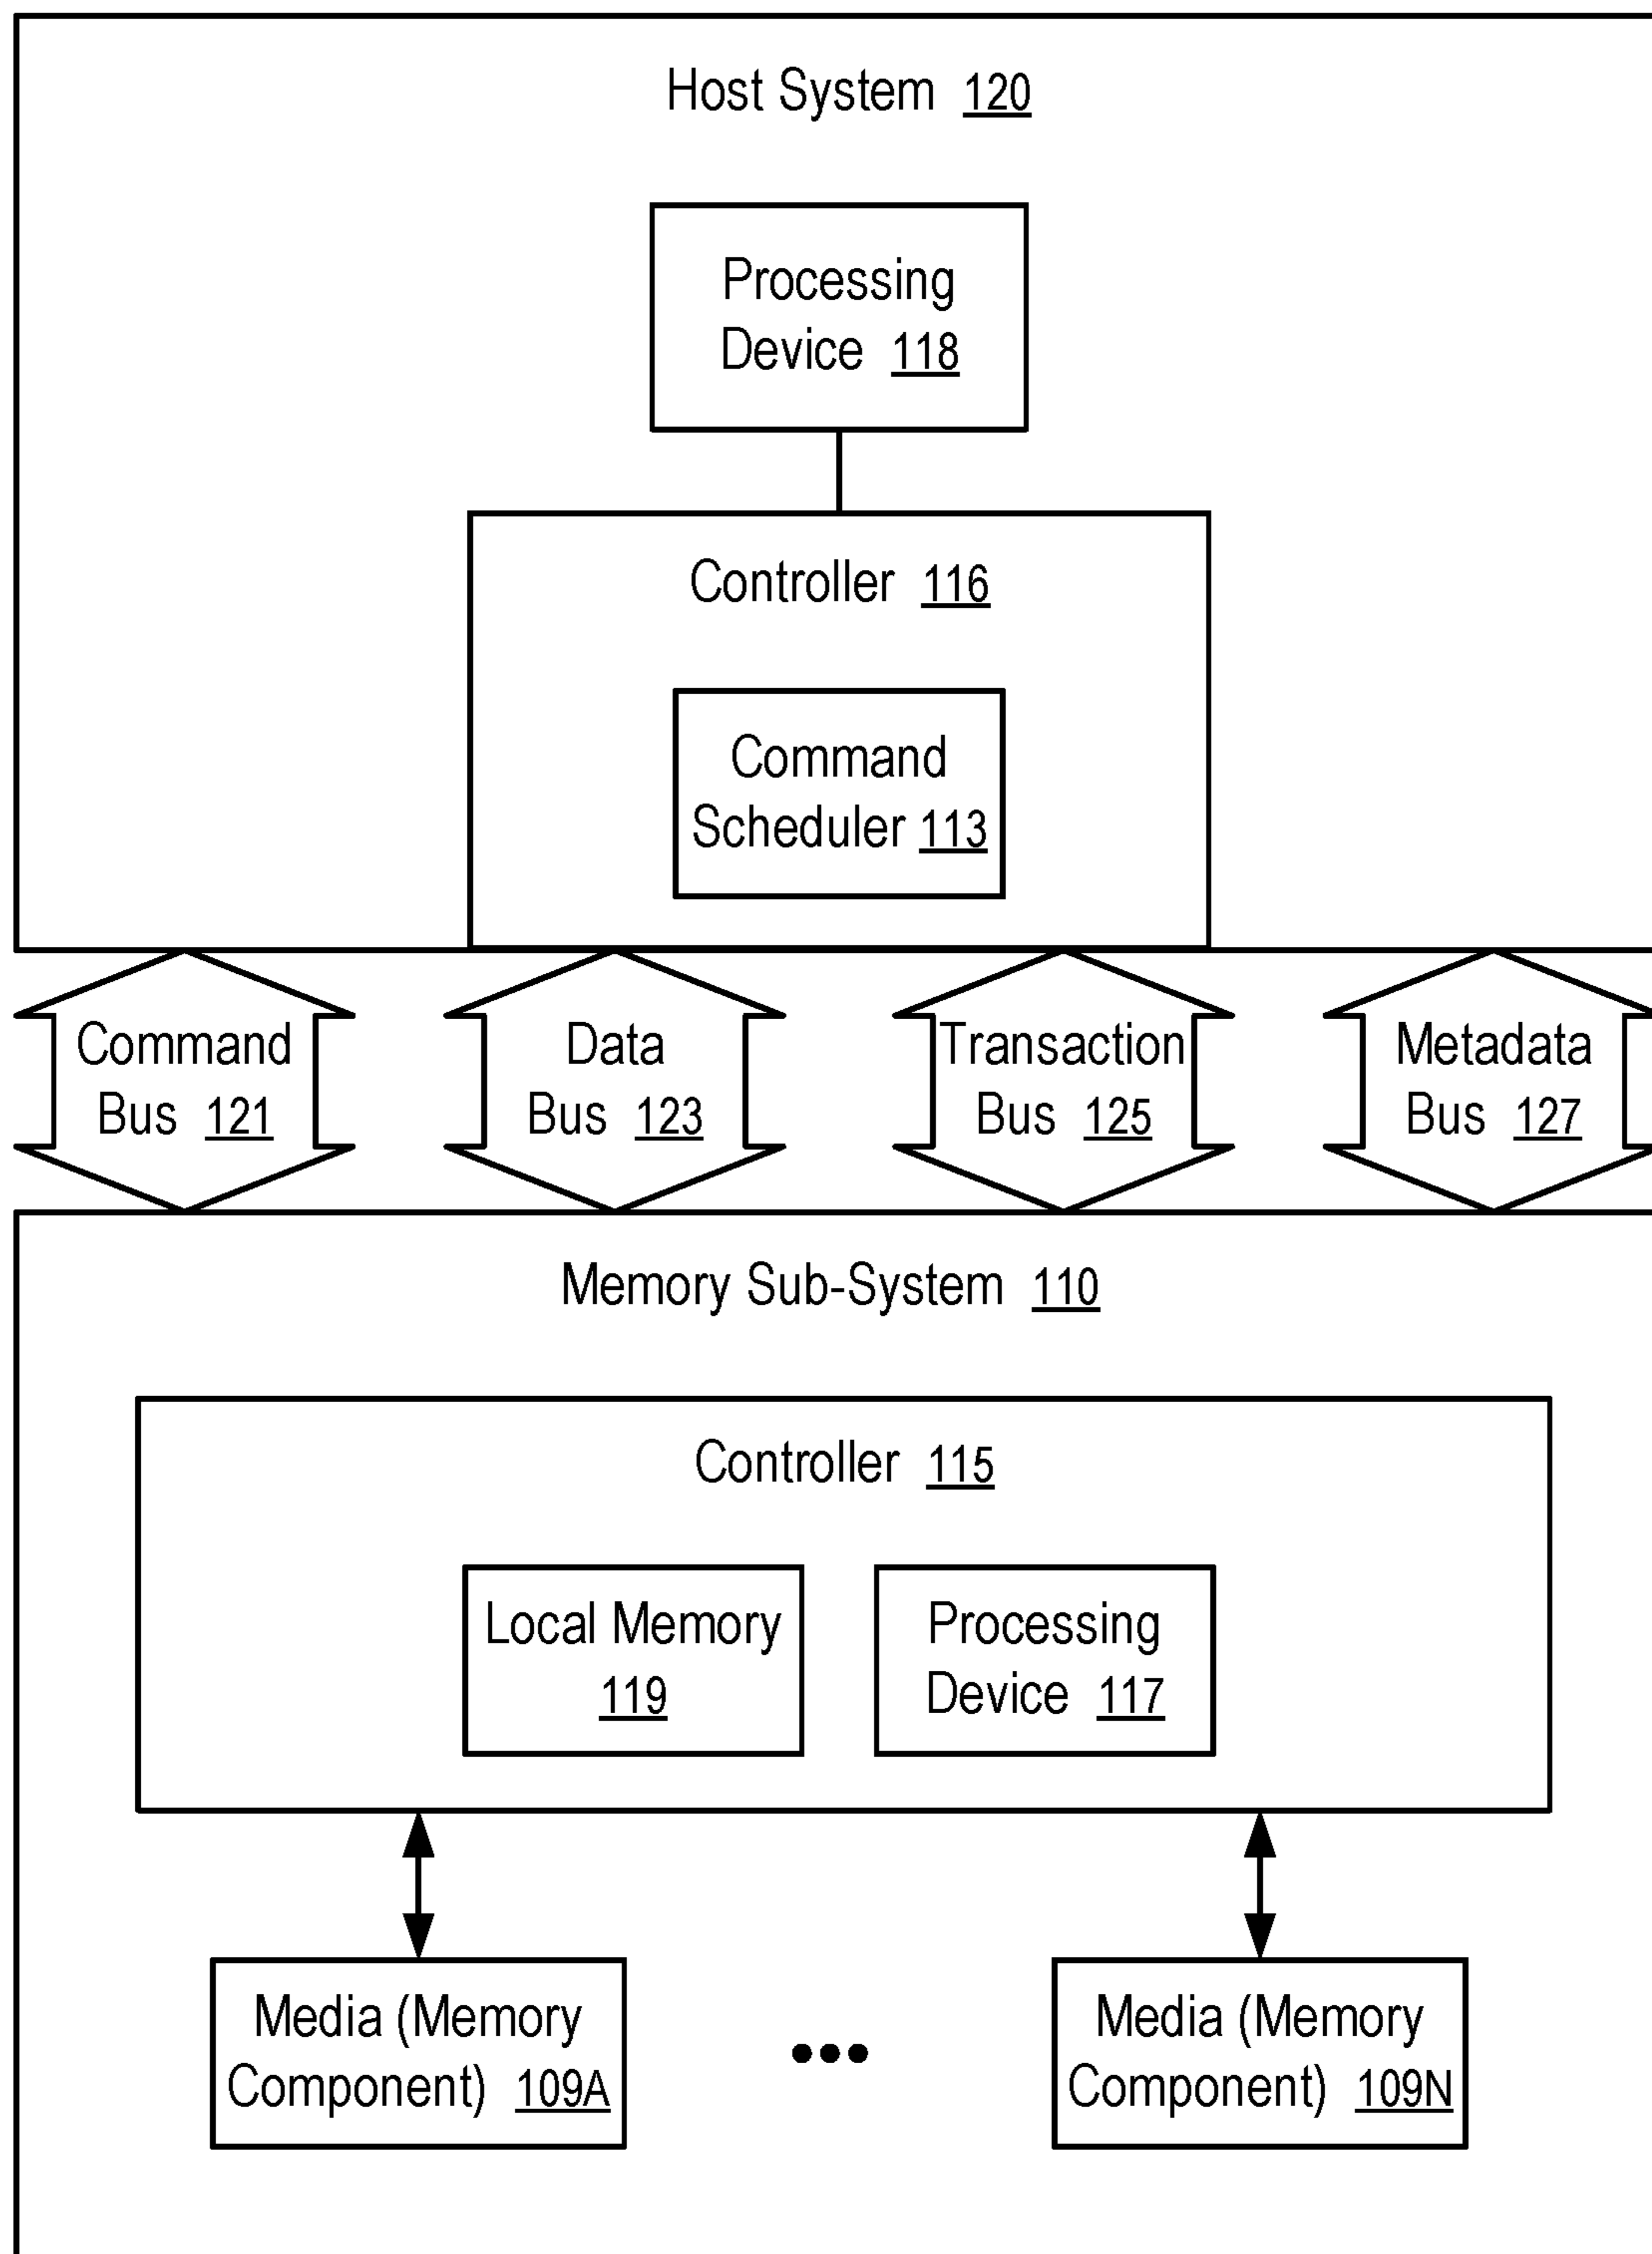 Host System 120
Processing
Device 118
Controller 116
Command
Scheduler 113
Command
Bus 121
Data
Bus 123
Transaction
Bus 125
Metadata
Bus 127
Memory Sub-System 110
Controller 115
Local Memory
119
Processing
Device 117
Media (Memory
Component) 109A
Media (Memory
Component) 109N